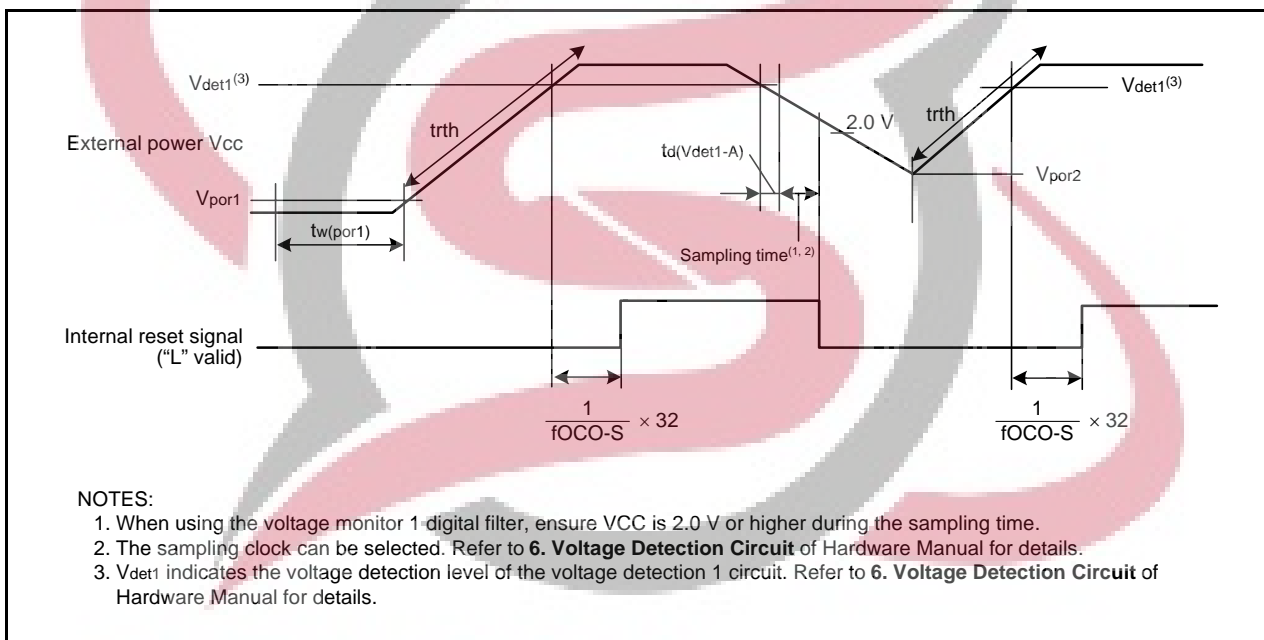 Vdet1(3)
Vdet1(3)
trth
trth
2.0 V
External power Vcc
td(Vdet1-A)
Vpor2
Vpor1
tw(por1)
Sampling time(1, 2)
Internal reset signal
(“L” valid)
1
fOCO-S × 32
1
fOCO-S × 32
NOTES:
1. When using the voltage monitor 1 digital filter, ensure VCC is 2.0 V or higher during the sampling time.
2. The sampling clock can be selected. Refer to 6. Voltage Detection Circuit of Hardware Manual for details.
3. Vdet1 indicates the voltage detection level of the voltage detection 1 circuit. Refer to 6. Voltage Detection Circuit of
Hardware Manual for details.